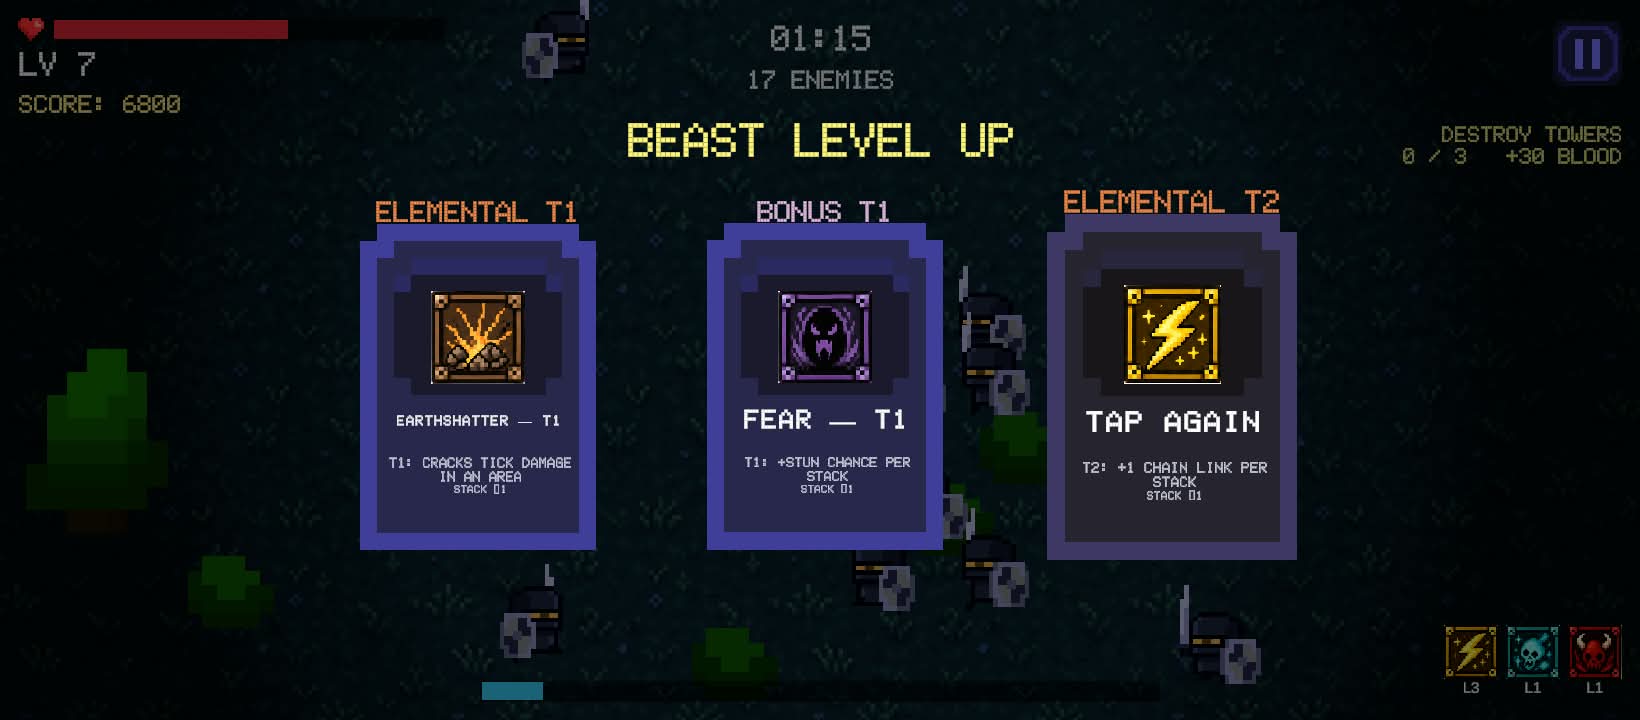 LV 7
SCORE: 6800
01:15
17 ENEMIES
BEAST LEVEL UP
DESTROY TOWERS
0 / 3 +30 BLOOD
ELEMENTAL T1
EARTHSHATTER — T1
T1: CRACKS TICK DAMAGE
IN AN AREA
STACK ▯1
BONUS T1
FEAR — T1
T1: +STUN CHANCE PER
STACK
STACK ▯1
ELEMENTAL T2
TAP AGAIN
T2: +1 CHAIN LINK PER
STACK
STACK ▯1
L3
L1
L1